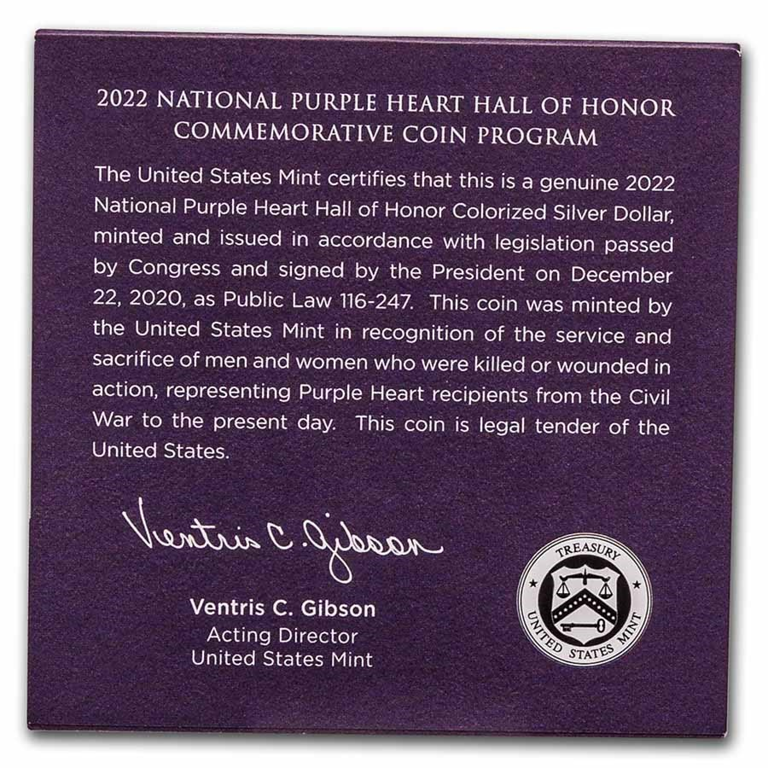 2022 NATIONAL PURPLE HEART HALL OF HONOR
COMMEMORATIVE COIN PROGRAM
The United States Mint certifies that this is a genuine 2022
National Purple Heart Hall of Honor Colorized Silver Dollar,
minted and issued in accordance with legislation passed
by Congress and signed by the President on December
22, 2020, as Public Law 116-247. This coin was minted by
the United States Mint in recognition of the service and
sacrifice of men and women who were killed or wounded in
action, representing Purple Heart recipients from the Civil
War to the present day. This coin is legal tender of the
United States.
Ventris C. Gibson
Ventris C. Gibson
Acting Director
United States Mint
TREASURY
UNITED STATES MINT